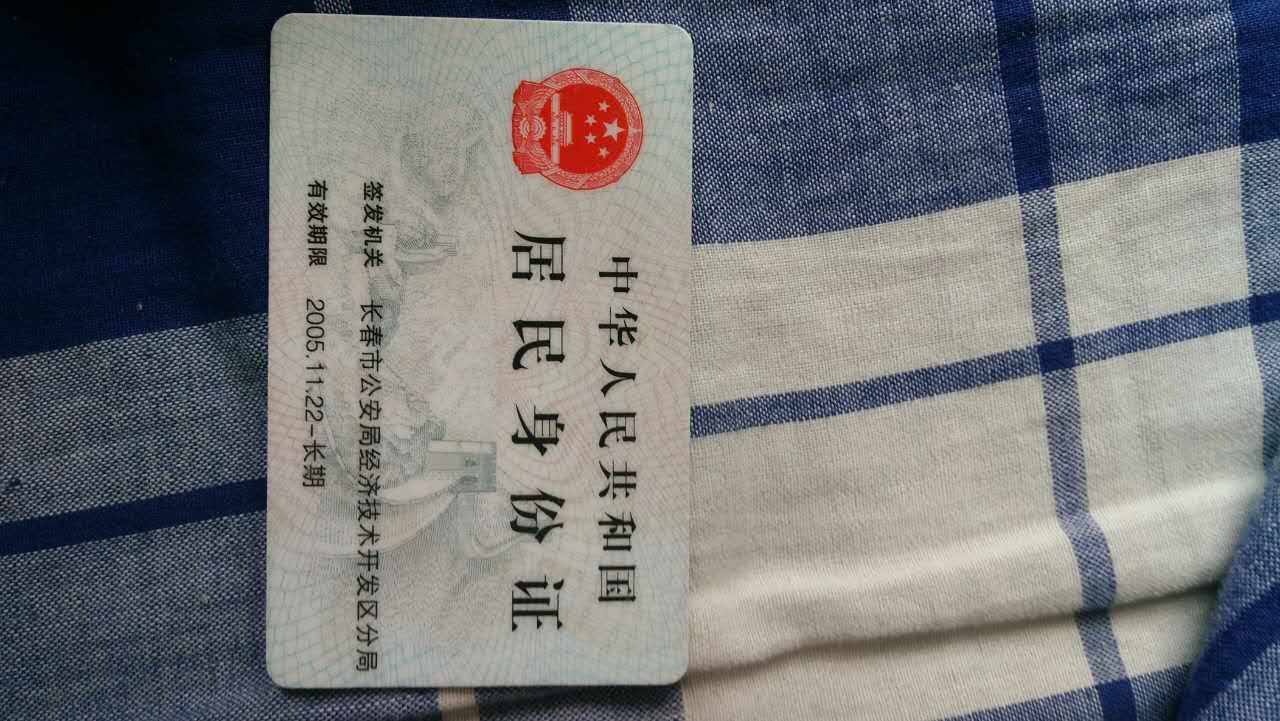 中华人民共和国
居民身份证
签发机关 长春市公安局经济技术开发区分局
有效期限 2005.11.22-长期